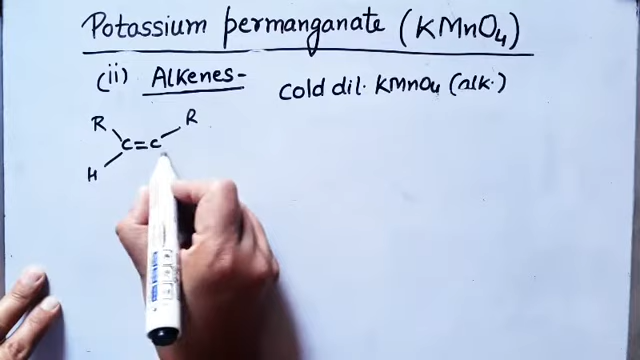 Potassium permanganate (KMnO4)
(ii) Alkenes-
cold dil. KMnO4 (alk.)
R R
C=C
H